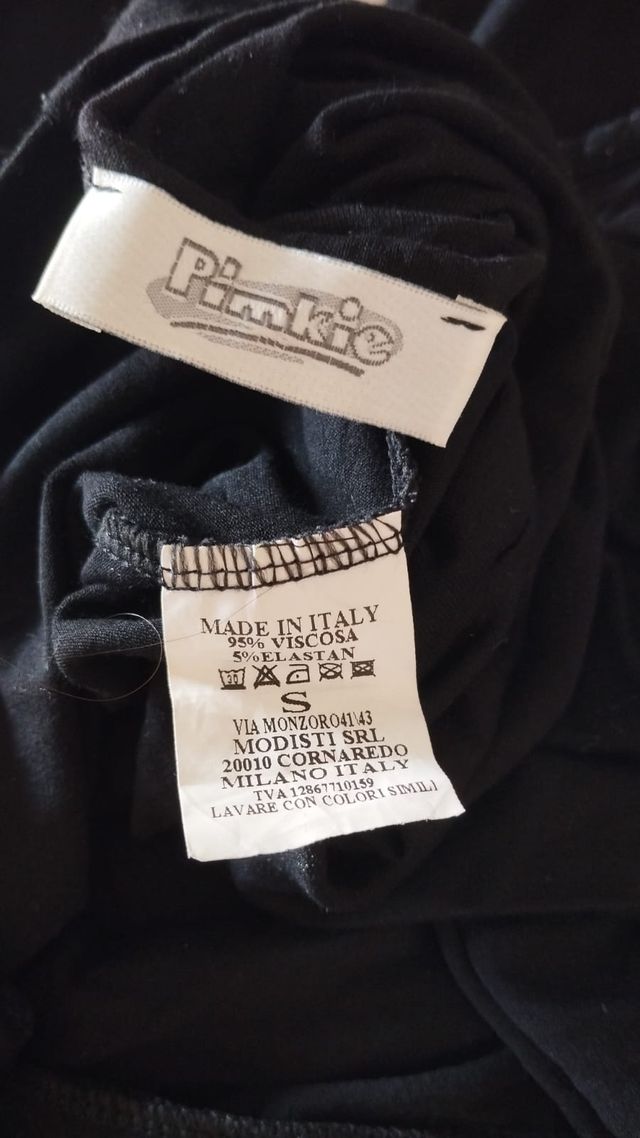 Pimkie
MADE IN ITALY
95% VISCOSA
5% ELASTAN
30
S
VIA MONZORO41\43
MODISTI SRL
20010 CORNAREDO
MILANO ITALY
TVA 12867710159
LAVARE CON COLORI SIMILI